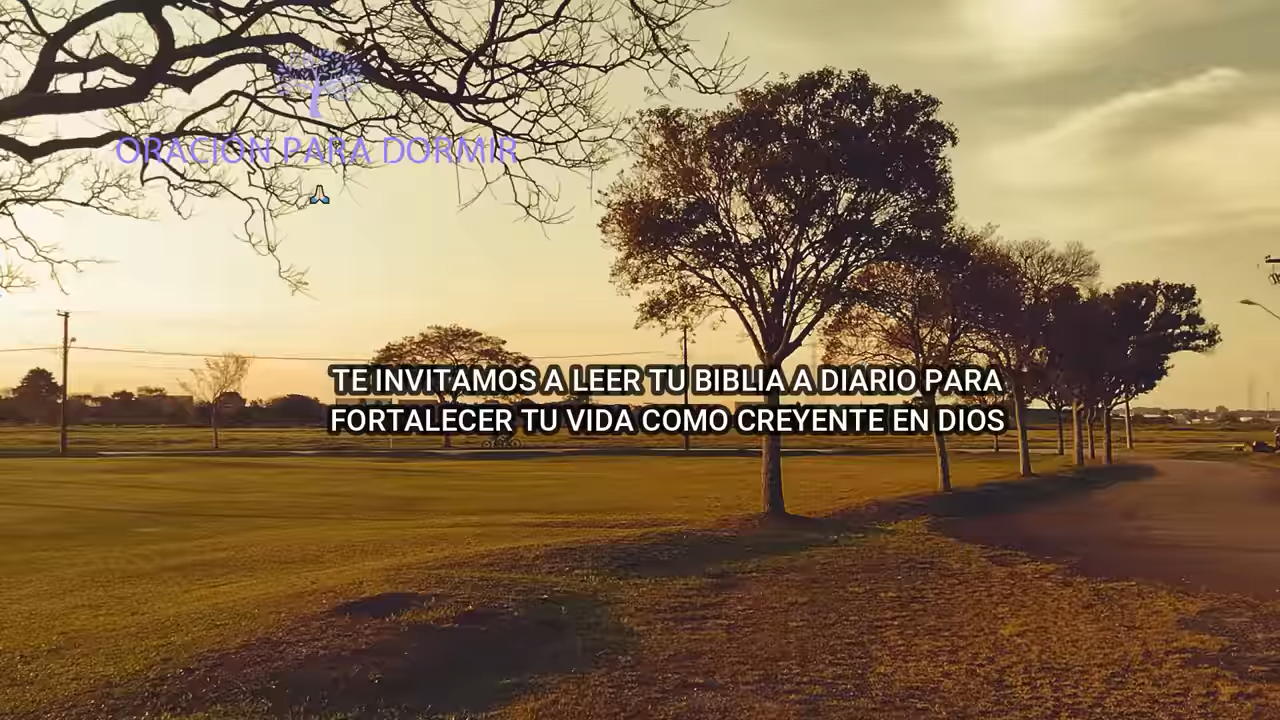 ORACIÓN PARA DORMIR
TE INVITAMOS A LEER TU BIBLIA A DIARIO PARA
FORTALECER TU VIDA COMO CREYENTE EN DIOS